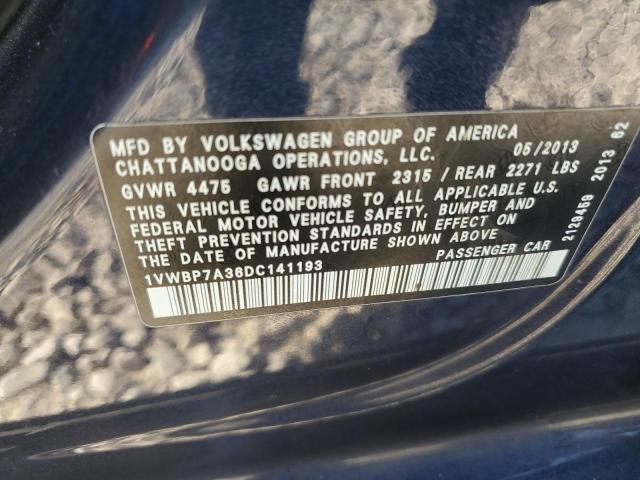 MFD BY VOLKSWAGEN GROUP OF AMERICA
CHATTANOOGA OPERATIONS, LLC. 05/2013
GVWR 4475 GAWR FRONT 2315 / REAR 2271 LBS
THIS VEHICLE CONFORMS TO ALL APPLICABLE U.S.
FEDERAL MOTOR VEHICLE SAFETY, BUMPER AND
THEFT PREVENTION STANDARDS IN EFFECT ON
THE DATE OF MANUFACTURE SHOWN ABOVE
1VWBP7A36DC141193 PASSENGER CAR
2129459 2013 62